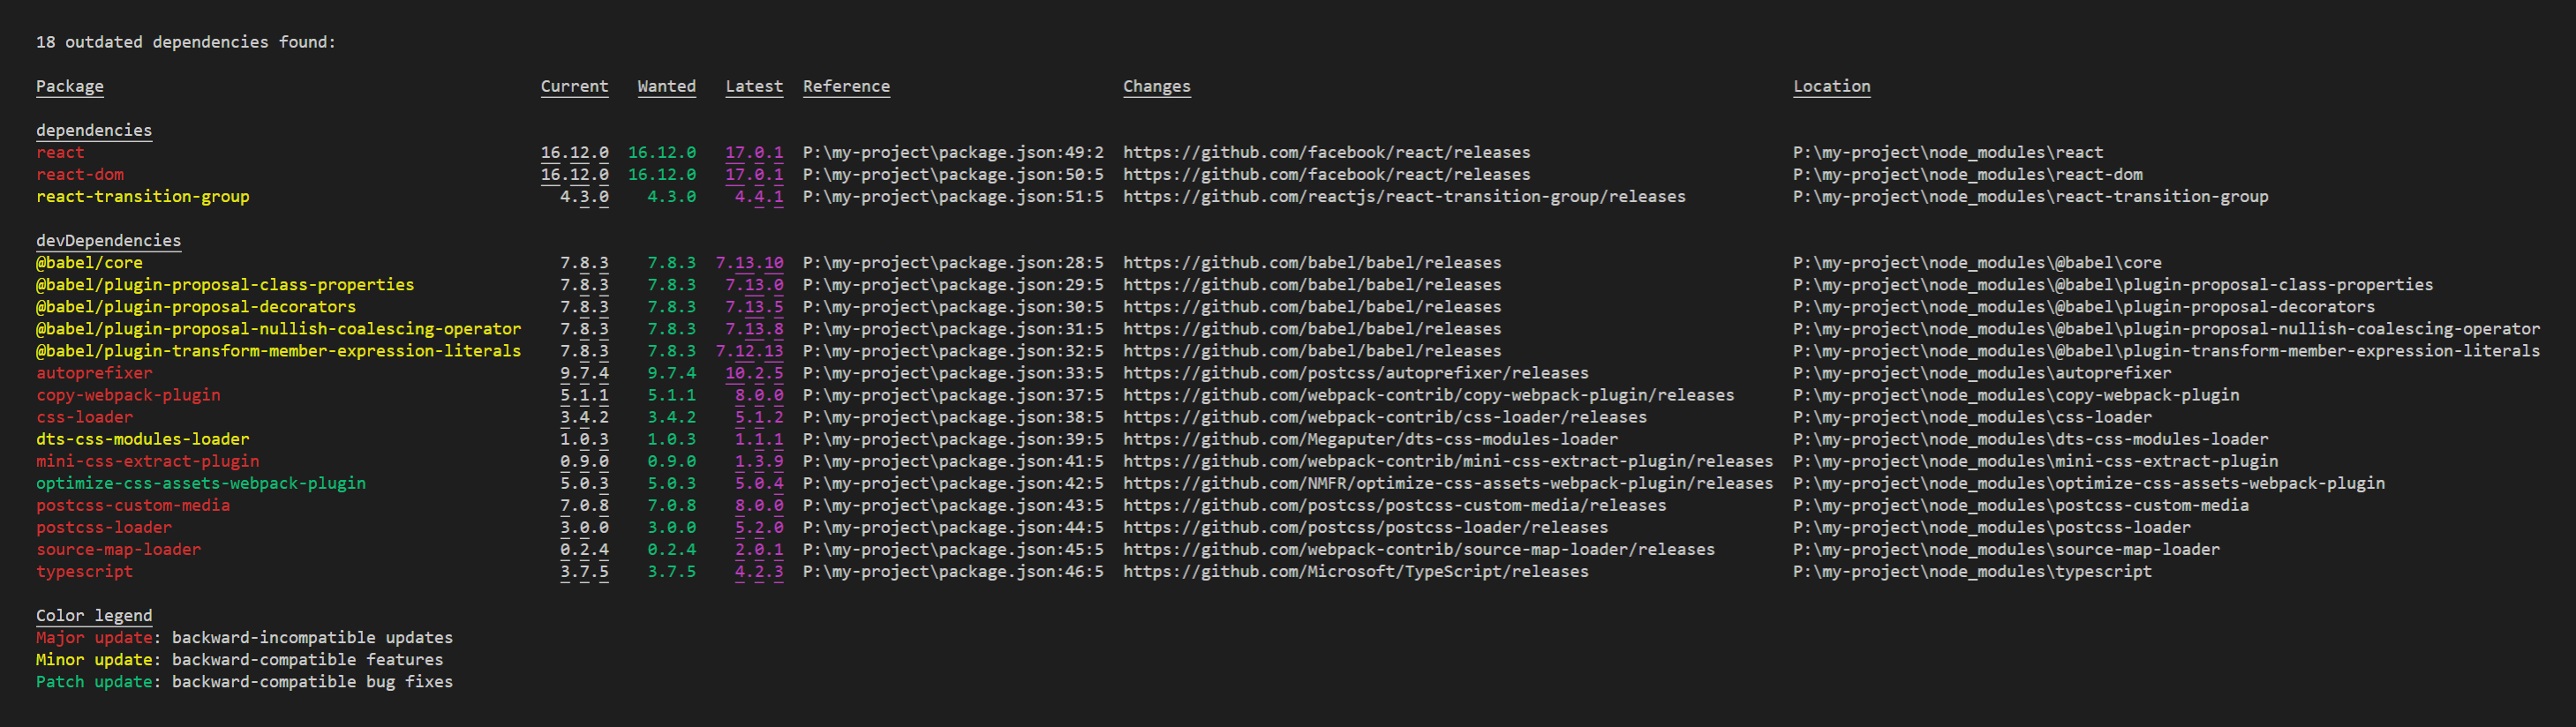 18 outdated dependencies found:
Package Current Wanted Latest Reference Changes Location
dependencies
react 16.12.0 16.12.0 17.0.1 P:\my-project\package.json:49:2 https://github.com/facebook/react/releases P:\my-project\node_modules\react
react-dom 16.12.0 16.12.0 17.0.1 P:\my-project\package.json:50:5 https://github.com/facebook/react/releases P:\my-project\node_modules\react-dom
react-transition-group 4.3.0 4.3.0 4.4.1 P:\my-project\package.json:51:5 https://github.com/reactjs/react-transition-group/releases P:\my-project\node_modules\react-transition-group
devDependencies
@babel/core 7.8.3 7.8.3 7.13.10 P:\my-project\package.json:28:5 https://github.com/babel/babel/releases P:\my-project\node_modules\@babel\core
@babel/plugin-proposal-class-properties 7.8.3 7.8.3 7.13.0 P:\my-project\package.json:29:5 https://github.com/babel/babel/releases P:\my-project\node_modules\@babel\plugin-proposal-class-properties
@babel/plugin-proposal-decorators 7.8.3 7.8.3 7.13.5 P:\my-project\package.json:30:5 https://github.com/babel/babel/releases P:\my-project\node_modules\@babel\plugin-proposal-decorators
@babel/plugin-proposal-nullish-coalescing-operator 7.8.3 7.8.3 7.13.8 P:\my-project\package.json:31:5 https://github.com/babel/babel/releases P:\my-project\node_modules\@babel\plugin-proposal-nullish-coalescing-operator
@babel/plugin-transform-member-expression-literals 7.8.3 7.8.3 7.12.13 P:\my-project\package.json:32:5 https://github.com/babel/babel/releases P:\my-project\node_modules\@babel\plugin-transform-member-expression-literals
autoprefixer 9.7.4 9.7.4 10.2.5 P:\my-project\package.json:33:5 https://github.com/postcss/autoprefixer/releases P:\my-project\node_modules\autoprefixer
copy-webpack-plugin 5.1.1 5.1.1 8.0.0 P:\my-project\package.json:37:5 https://github.com/webpack-contrib/copy-webpack-plugin/releases P:\my-project\node_modules\copy-webpack-plugin
css-loader 3.4.2 3.4.2 5.1.2 P:\my-project\package.json:38:5 https://github.com/webpack-contrib/css-loader/releases P:\my-project\node_modules\css-loader
dts-css-modules-loader 1.0.3 1.0.3 1.1.1 P:\my-project\package.json:39:5 https://github.com/Megaputer/dts-css-modules-loader P:\my-project\node_modules\dts-css-modules-loader
mini-css-extract-plugin 0.9.0 0.9.0 1.3.9 P:\my-project\package.json:41:5 https://github.com/webpack-contrib/mini-css-extract-plugin/releases P:\my-project\node_modules\mini-css-extract-plugin
optimize-css-assets-webpack-plugin 5.0.3 5.0.3 5.0.4 P:\my-project\package.json:42:5 https://github.com/NMFR/optimize-css-assets-webpack-plugin/releases P:\my-project\node_modules\optimize-css-assets-webpack-plugin
postcss-custom-media 7.0.8 7.0.8 8.0.0 P:\my-project\package.json:43:5 https://github.com/postcss/postcss-custom-media/releases P:\my-project\node_modules\postcss-custom-media
postcss-loader 3.0.0 3.0.0 5.2.0 P:\my-project\package.json:44:5 https://github.com/postcss/postcss-loader/releases P:\my-project\node_modules\postcss-loader
source-map-loader 0.2.4 0.2.4 2.0.1 P:\my-project\package.json:45:5 https://github.com/webpack-contrib/source-map-loader/releases P:\my-project\node_modules\source-map-loader
typescript 3.7.5 3.7.5 4.2.3 P:\my-project\package.json:46:5 https://github.com/Microsoft/TypeScript/releases P:\my-project\node_modules\typescript
Color legend
Major update: backward-incompatible updates
Minor update: backward-compatible features
Patch update: backward-compatible bug fixes